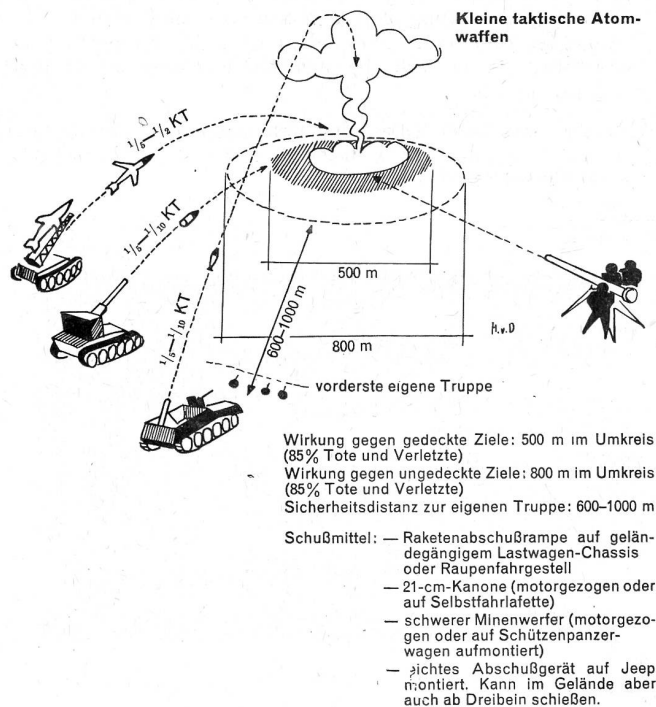 Kleine taktische Atom-
waffen
1/5—1/2 KT
1/5—1/10 KT
1/5—1/10 KT
500 m
600–1000 m
800 m
H.v.D
vorderste eigene Truppe
Wirkung gegen gedeckte Ziele: 500 m im Umkreis
(85% Tote und Verletzte)
Wirkung gegen ungedeckte Ziele: 800 m im Umkreis
(85% Tote und Verletzte)
Sicherheitsdistanz zur eigenen Truppe: 600–1000 m
Schußmittel: — Raketenabschußrampe auf gelän-
degängigem Lastwagen-Chassis
oder Raupenfahrgestell
— 21-cm-Kanone (motorgezogen oder
auf Selbstfahrlafette)
— schwerer Minenwerfer (motorgezo-
gen oder auf Schützenpanzer-
wagen aufmontiert)
— leichtes Abschußgerät auf Jeep
montiert. Kann im Gelände aber
auch ab Dreibein schießen.